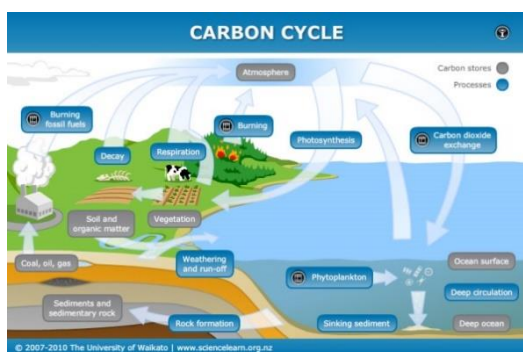 CARBON CYCLE
Carbon stores
Processes
Atmosphere
Burning
fossil fuels
Burning
Photosynthesis
Carbon dioxide
exchange
Decay
Respiration
Soil and
organic matter
Vegetation
Coal, oil, gas
Weathering
and run-off
Phytoplankton
Ocean surface
Deep circulation
Sediments and
sedimentary rock
Rock formation
Sinking sediment
Deep ocean
© 2007-2010 The University of Waikato | www.sciencelearn.org.nz